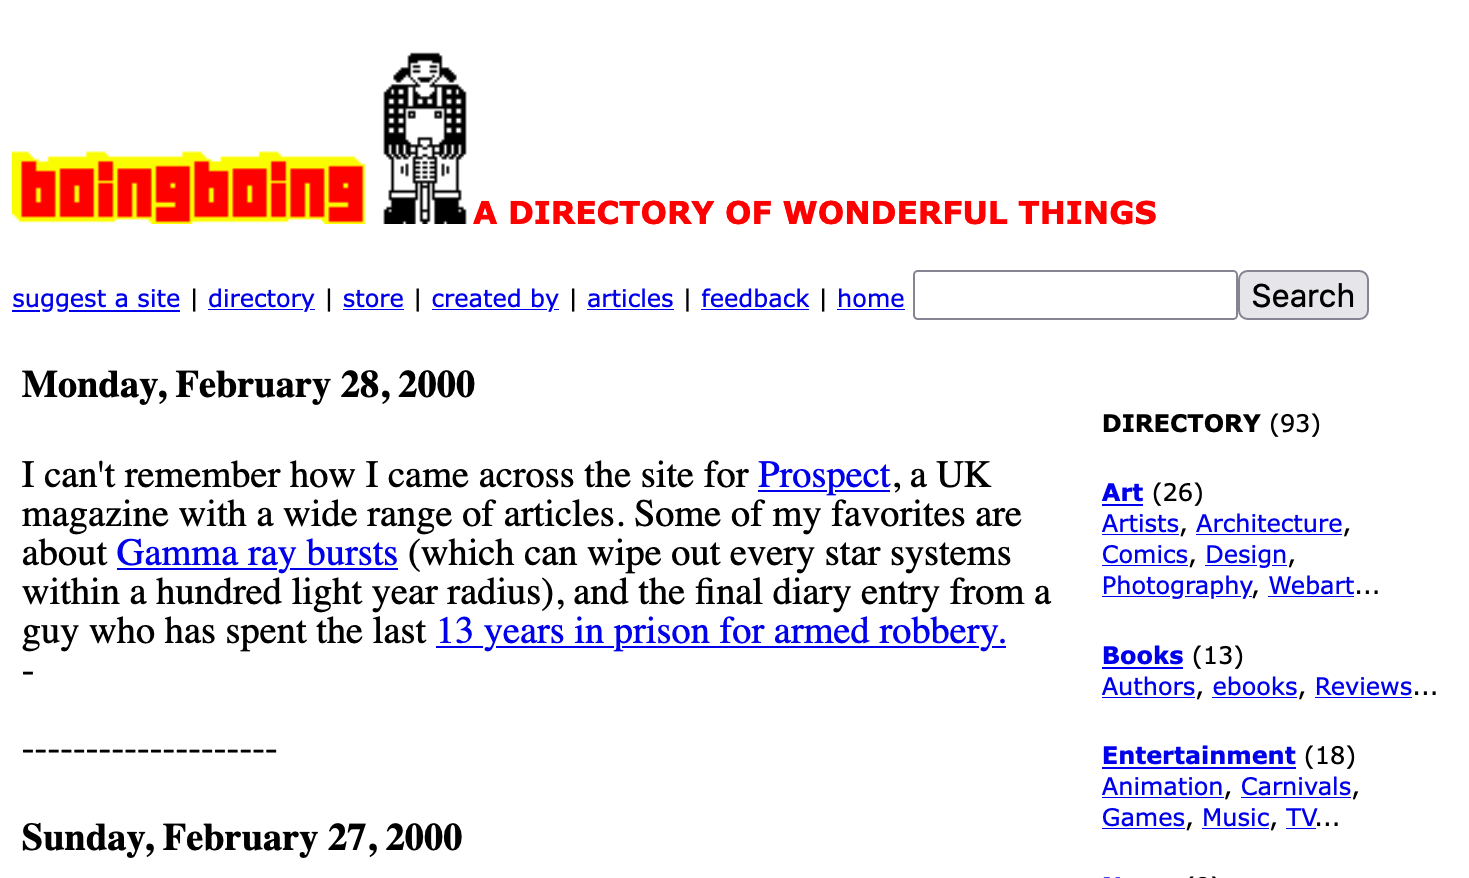 boingboing
A DIRECTORY OF WONDERFUL THINGS
suggest a site | directory | store | created by | articles | feedback | home Search
Monday, February 28, 2000
I can't remember how I came across the site for Prospect, a UK
magazine with a wide range of articles. Some of my favorites are
about Gamma ray bursts (which can wipe out every star systems
within a hundred light year radius), and the final diary entry from a
guy who has spent the last 13 years in prison for armed robbery.
-
--------------------
Sunday, February 27, 2000
DIRECTORY (93)
Art (26)
Artists, Architecture,
Comics, Design,
Photography, Webart...
Books (13)
Authors, ebooks, Reviews...
Entertainment (18)
Animation, Carnivals,
Games, Music, TV...